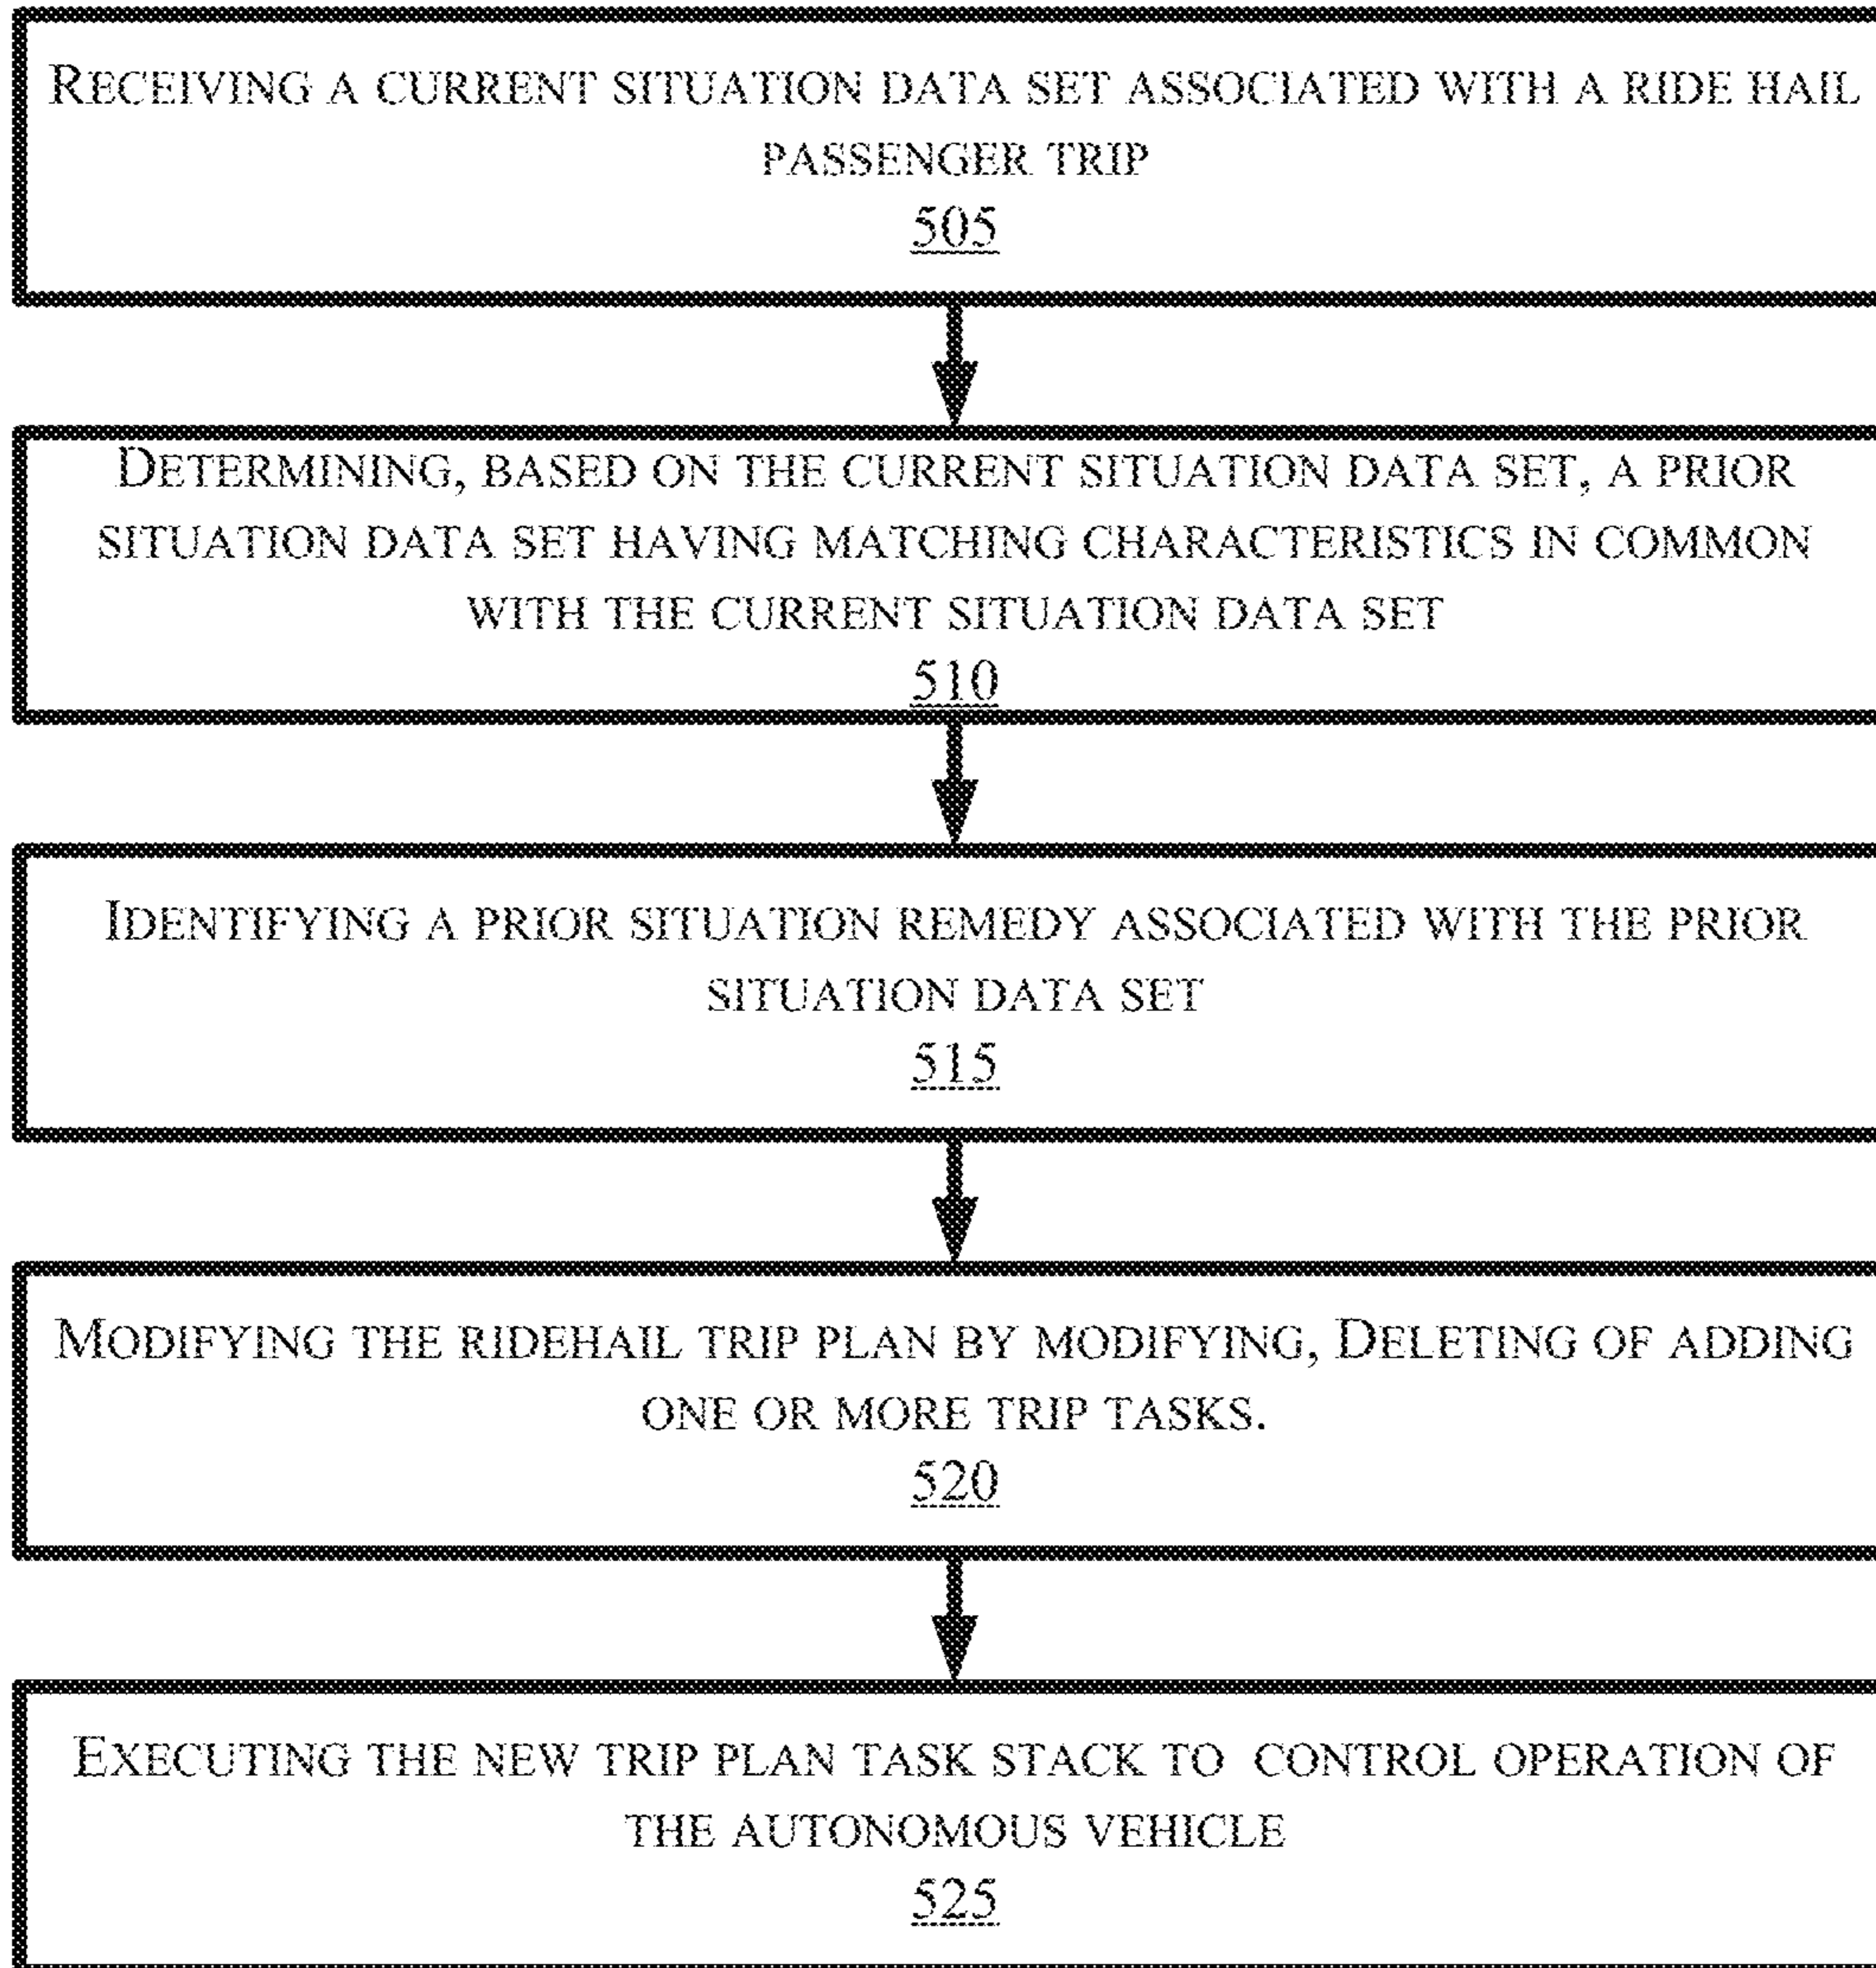 RECEIVING A CURRENT SITUATION DATA SET ASSOCIATED WITH A RIDE HAIL
PASSENGER TRIP
505
DETERMINING, BASED ON THE CURRENT SITUATION DATA SET, A PRIOR
SITUATION DATA SET HAVING MATCHING CHARACTERISTICS IN COMMON
WITH THE CURRENT SITUATION DATA SET
510
IDENTIFYING A PRIOR SITUATION REMEDY ASSOCIATED WITH THE PRIOR
SITUATION DATA SET
515
MODIFYING THE RIDEHAIL TRIP PLAN BY MODIFYING, DELETING OF ADDING
ONE OR MORE TRIP TASKS.
520
EXECUTING THE NEW TRIP PLAN TASK STACK TO CONTROL OPERATION OF
THE AUTONOMOUS VEHICLE
525